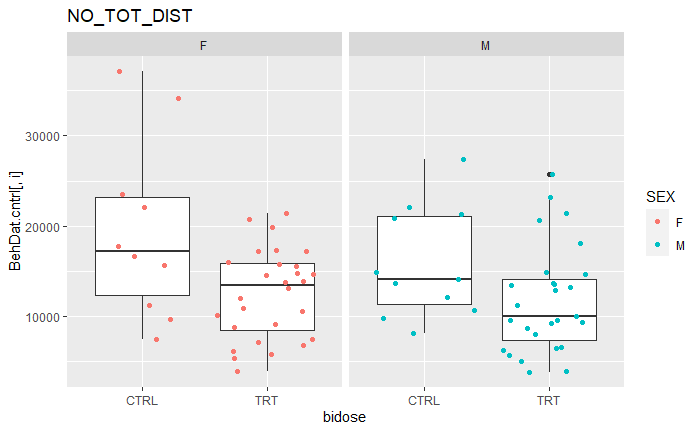 NO_TOT_DIST
F
M
BehDat.cntrl[, i]
30000
20000
10000
CTRL
TRT
CTRL
TRT
bidose
SEX
F
M